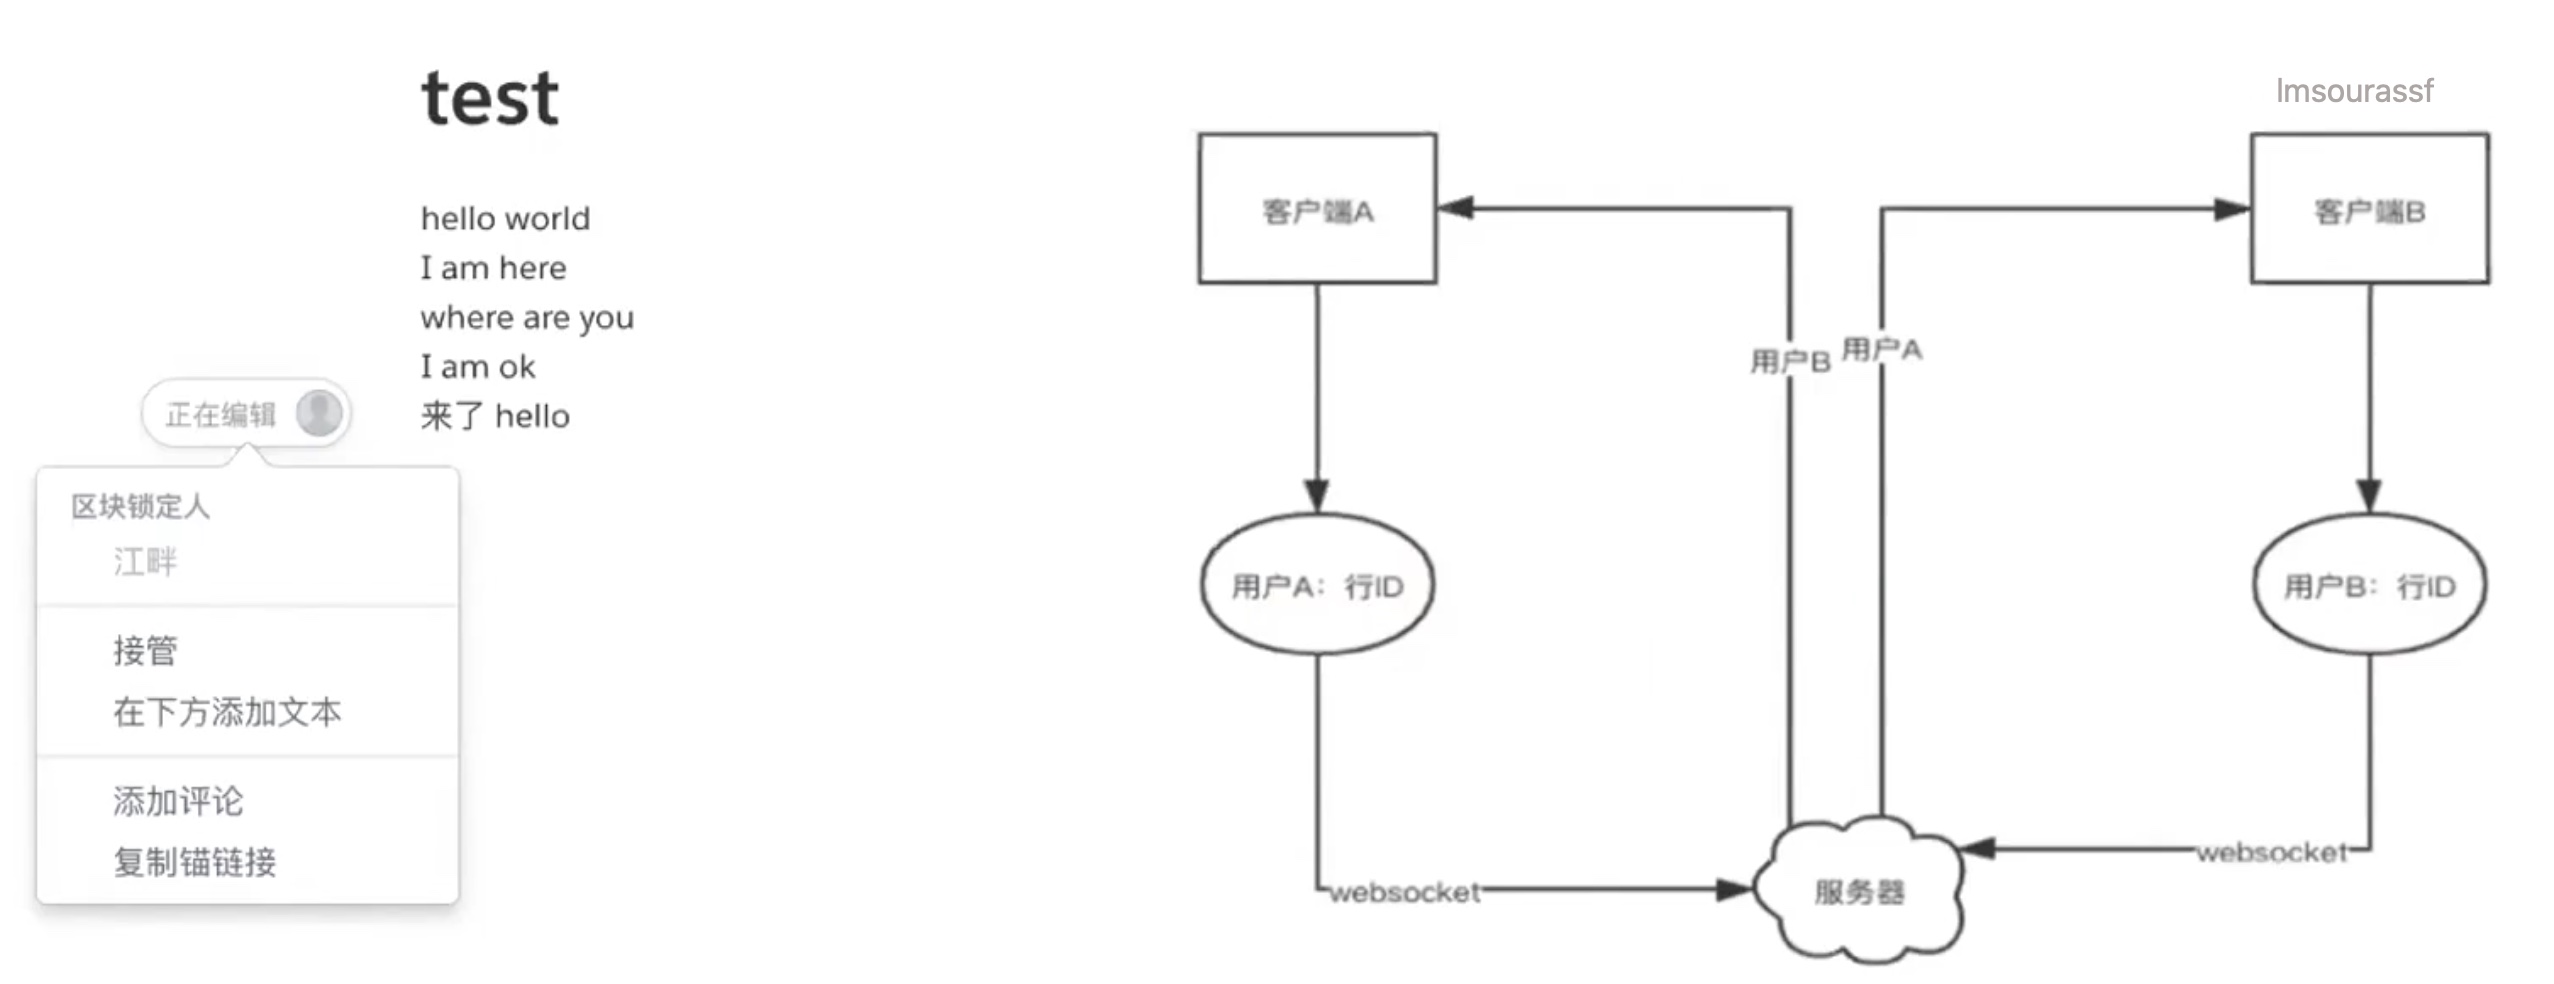 test
hello world
I am here
where are you
I am ok
来了 hello
正在编辑
区块锁定人
江畔
接管
在下方添加文本
添加评论
复制锚链接
lmsourassf
客户端A
客户端B
用户B
用户A
用户A：行ID
用户B：行ID
websocket
websocket
服务器